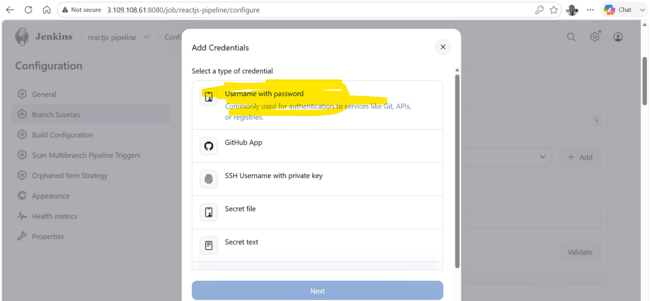 Not secure 3.109.108.61:8080/job/reactjs-pipeline/configure
Chat
Jenkins / reactjs-pipeline
Configuration
General
Branch Sources
Build Configuration
Scan Multibranch Pipeline Triggers
Orphaned Item Strategy
Appearance
Health metrics
Properties
Add Credentials
Select a type of credential
Username with password
Commonly used for authentication to services like Git, APIs,
or registries.
GitHub App
SSH Username with private key
Secret file
Secret text
Next
+ Add
Validate